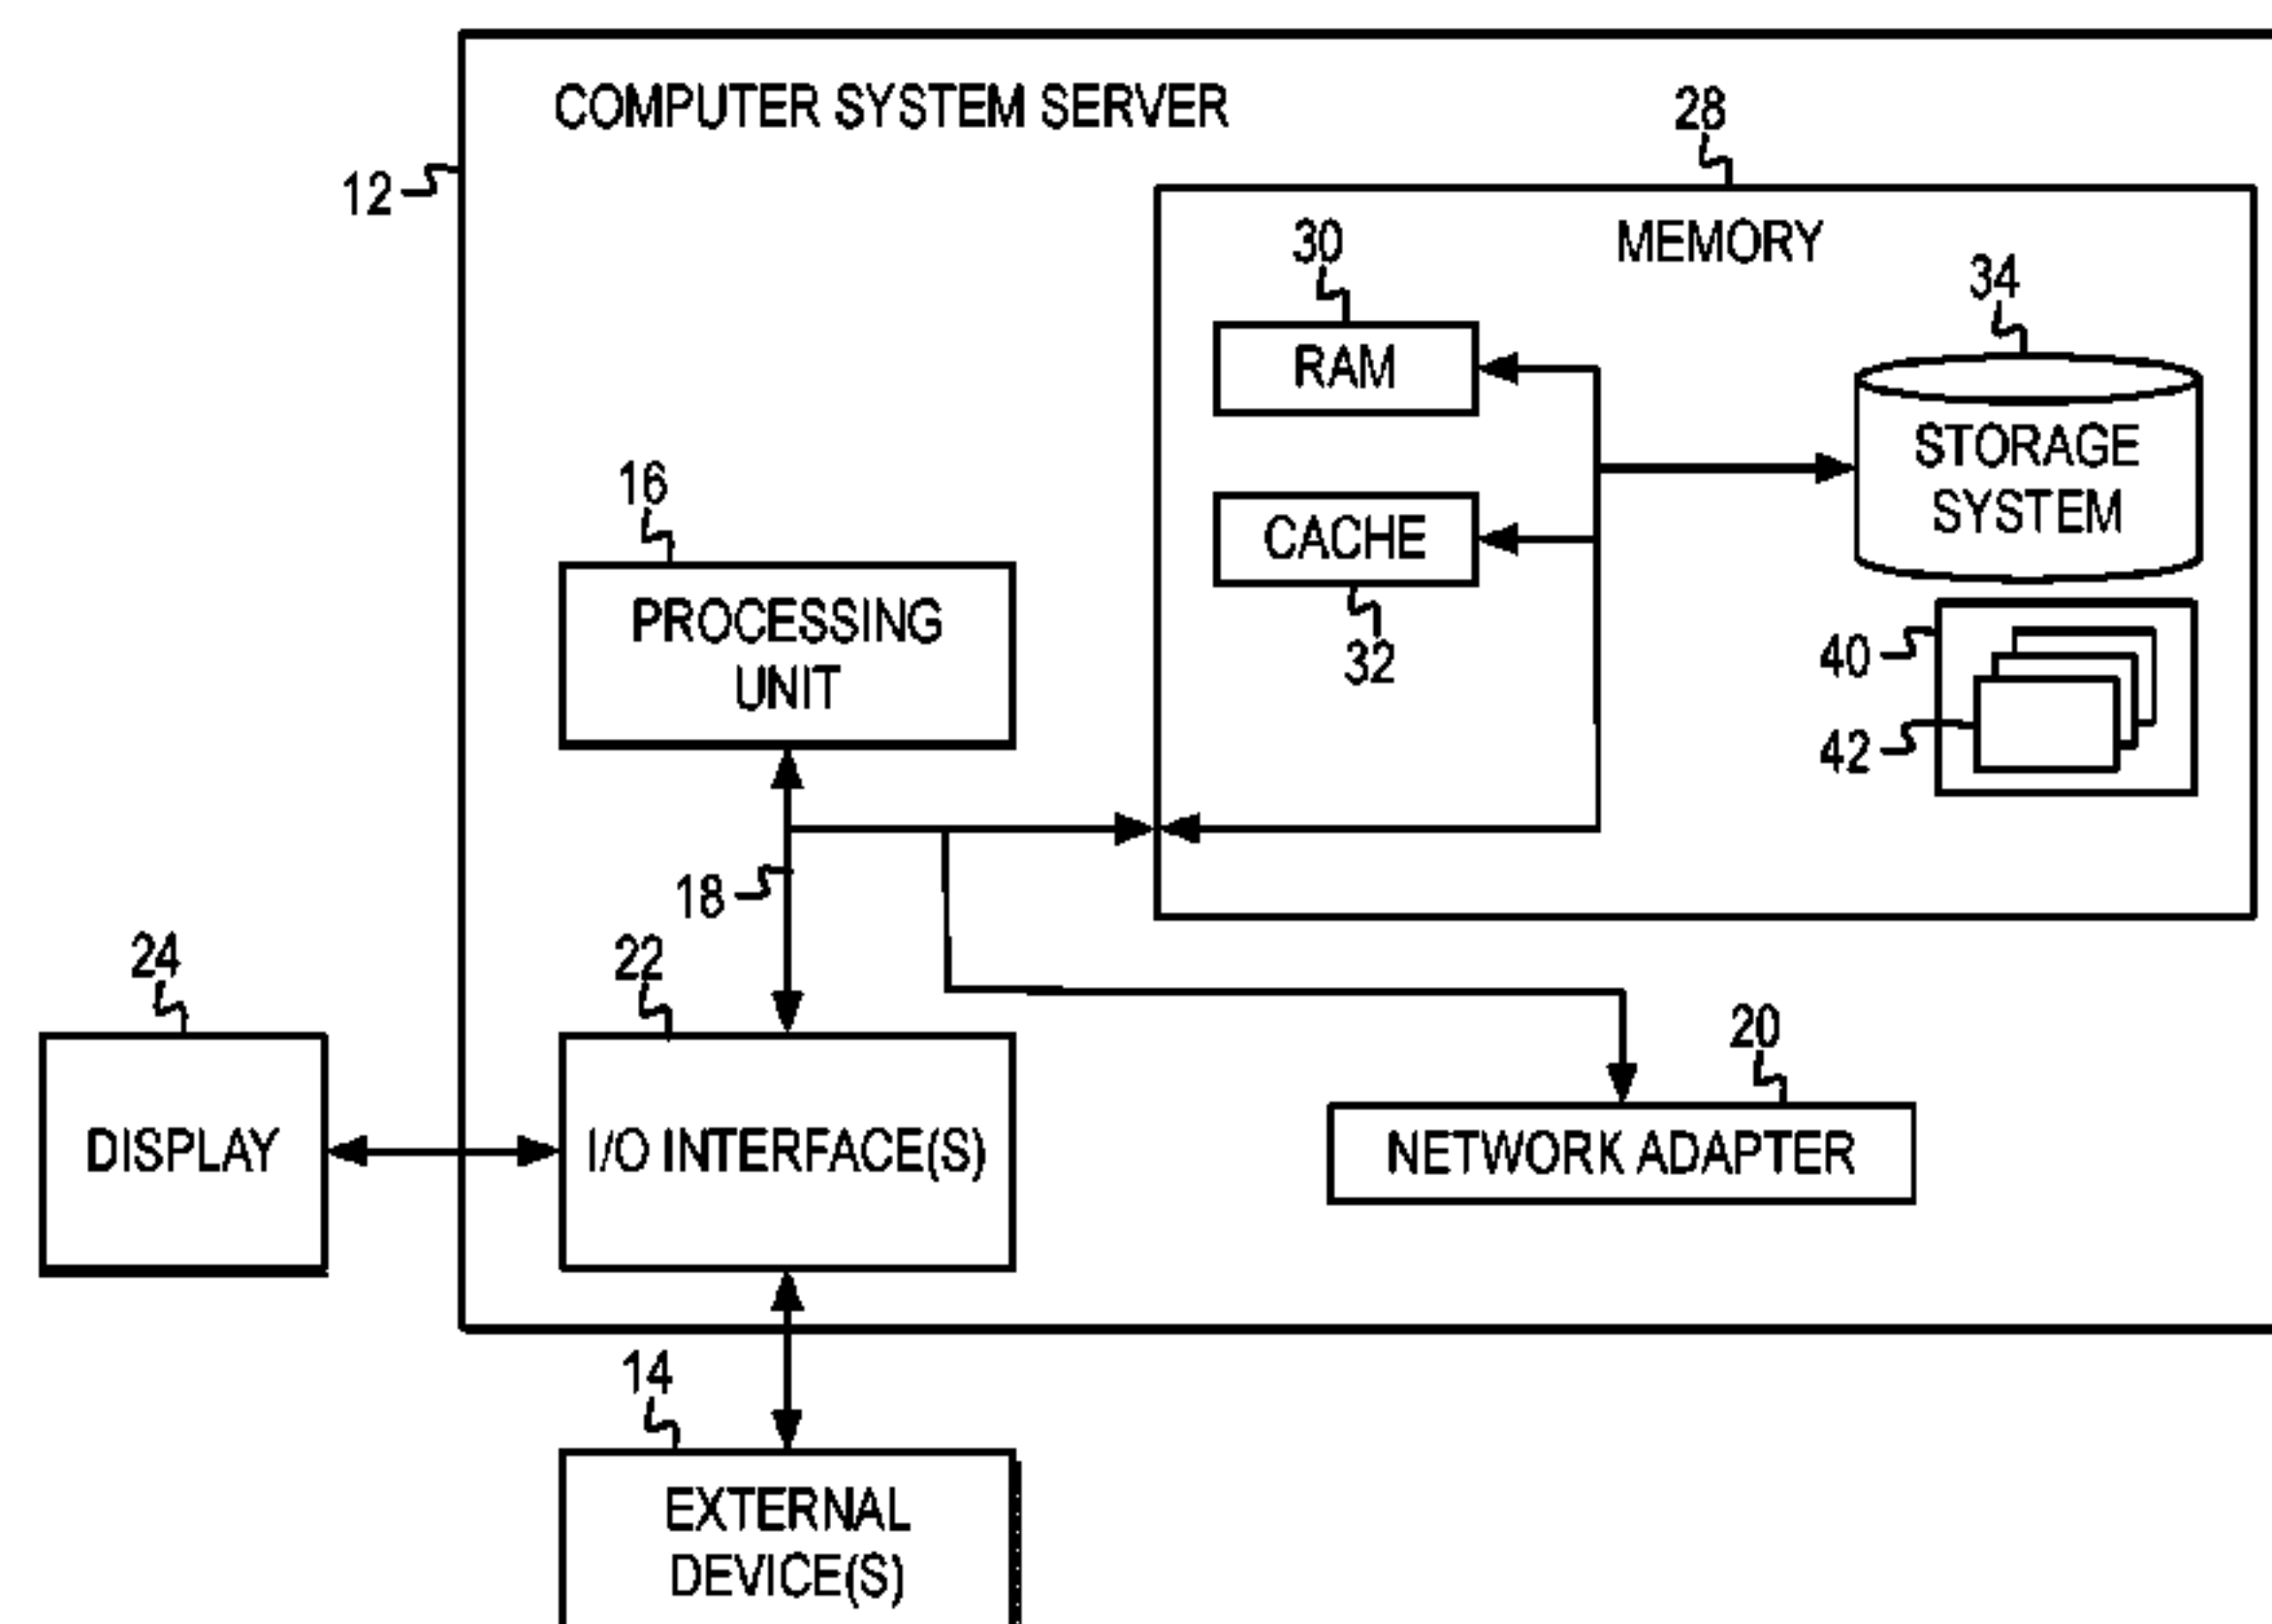 COMPUTER SYSTEM SERVER
28
12
MEMORY
30
34
RAM
STORAGE
SYSTEM
16
CACHE
PROCESSING
UNIT
32
40
42
18
24
22
20
DISPLAY
I/O INTERFACE(S)
NETWORK ADAPTER
14
EXTERNAL
DEVICE(S)